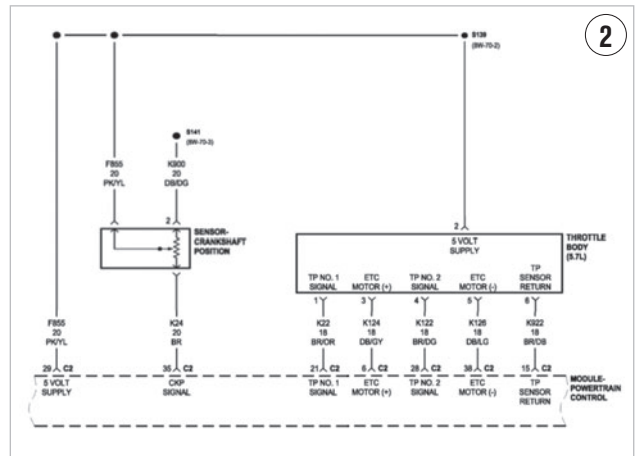 2
S139
(8W-70-2)
S141
(8W-70-3)
F855
20
PK/YL
K900
20
DB/DG
2
2
SENSOR-
CRANKSHAFT
POSITION
5 VOLT
SUPPLY
THROTTLE
BODY
(5.7L)
TP NO. 1
SIGNAL
ETC
MOTOR (+)
TP NO. 2
SIGNAL
ETC
MOTOR (-)
TP
SENSOR
RETURN
1 3 4 5 6
F855
20
PK/YL
K24
20
BR
K22
18
BR/OR
K124
18
DB/GY
K122
18
BR/DG
K126
18
DB/LG
K922
18
BR/DB
29 C2
35 C2
21 C2
6 C2
28 C2
38 C2
15 C2
5 VOLT
SUPPLY
CKP
SIGNAL
TP NO. 1
SIGNAL
ETC
MOTOR (+)
TP NO. 2
SIGNAL
ETC
MOTOR (-)
TP
SENSOR
RETURN
MODULE-
POWERTRAIN
CONTROL